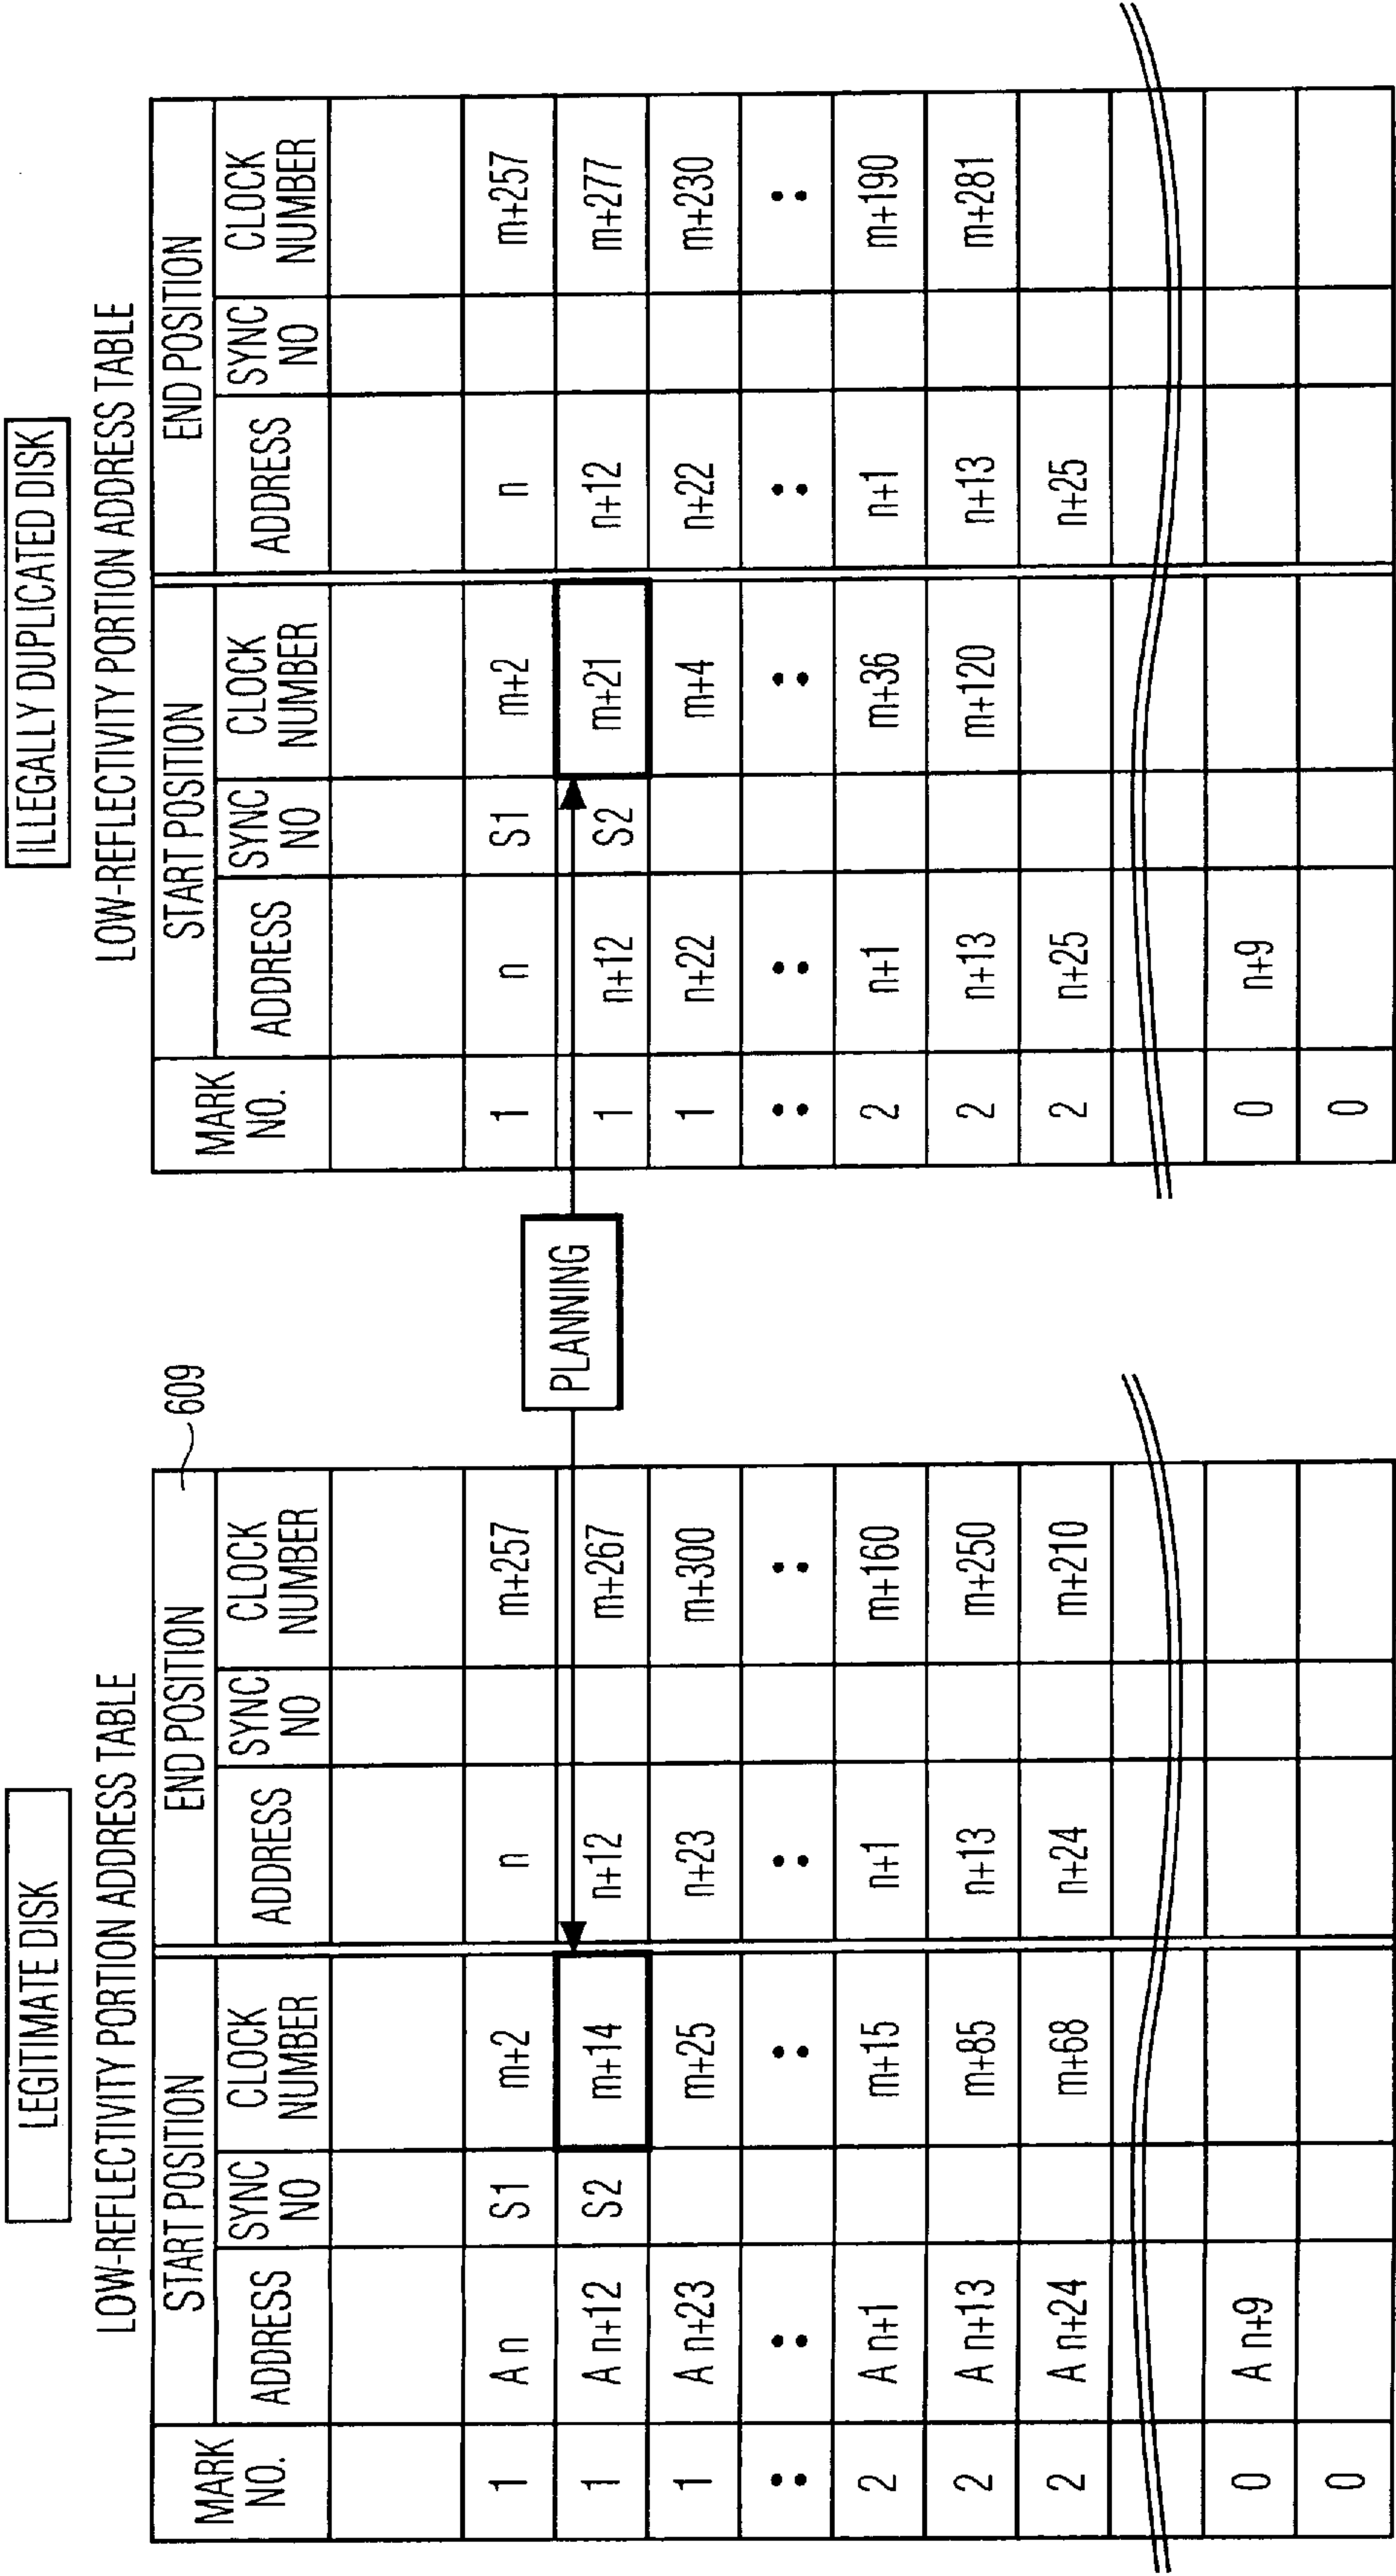 LEGITIMATE DISK
LOW-REFLECTIVITY PORTION ADDRESS TABLE
609
MARK NO. START POSITION END POSITION
ADDRESS SYNC NO CLOCK NUMBER ADDRESS SYNC NO CLOCK NUMBER
1 A n S1 m+2 n m+257
1 A n+12 S2 m+14 n+12 m+267
1 A n+23 m+25 n+23 m+300
: : : : :
2 A n+1 m+15 n+1 m+160
2 A n+13 m+85 n+13 m+250
2 A n+24 m+68 n+24 m+210
0 A n+9
0
PLANNING
ILLEGALLY DUPLICATED DISK
LOW-REFLECTIVITY PORTION ADDRESS TABLE
MARK NO. START POSITION END POSITION
ADDRESS SYNC NO CLOCK NUMBER ADDRESS SYNC NO CLOCK NUMBER
1 n S1 m+2 n m+257
1 n+12 S2 m+21 n+12 m+277
1 n+22 m+4 n+22 m+230
: : : : :
2 n+1 m+36 n+1 m+190
2 n+13 m+120 n+13 m+281
2 n+25 n+25
0 n+9
0